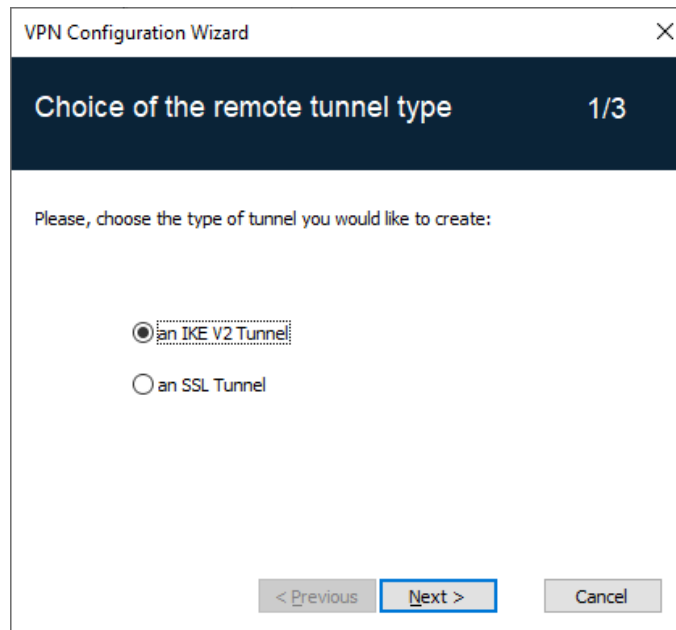 VPN Configuration Wizard
Choice of the remote tunnel type 1/3
Please, choose the type of tunnel you would like to create:
an IKE V2 Tunnel
an SSL Tunnel
< Previous Next > Cancel